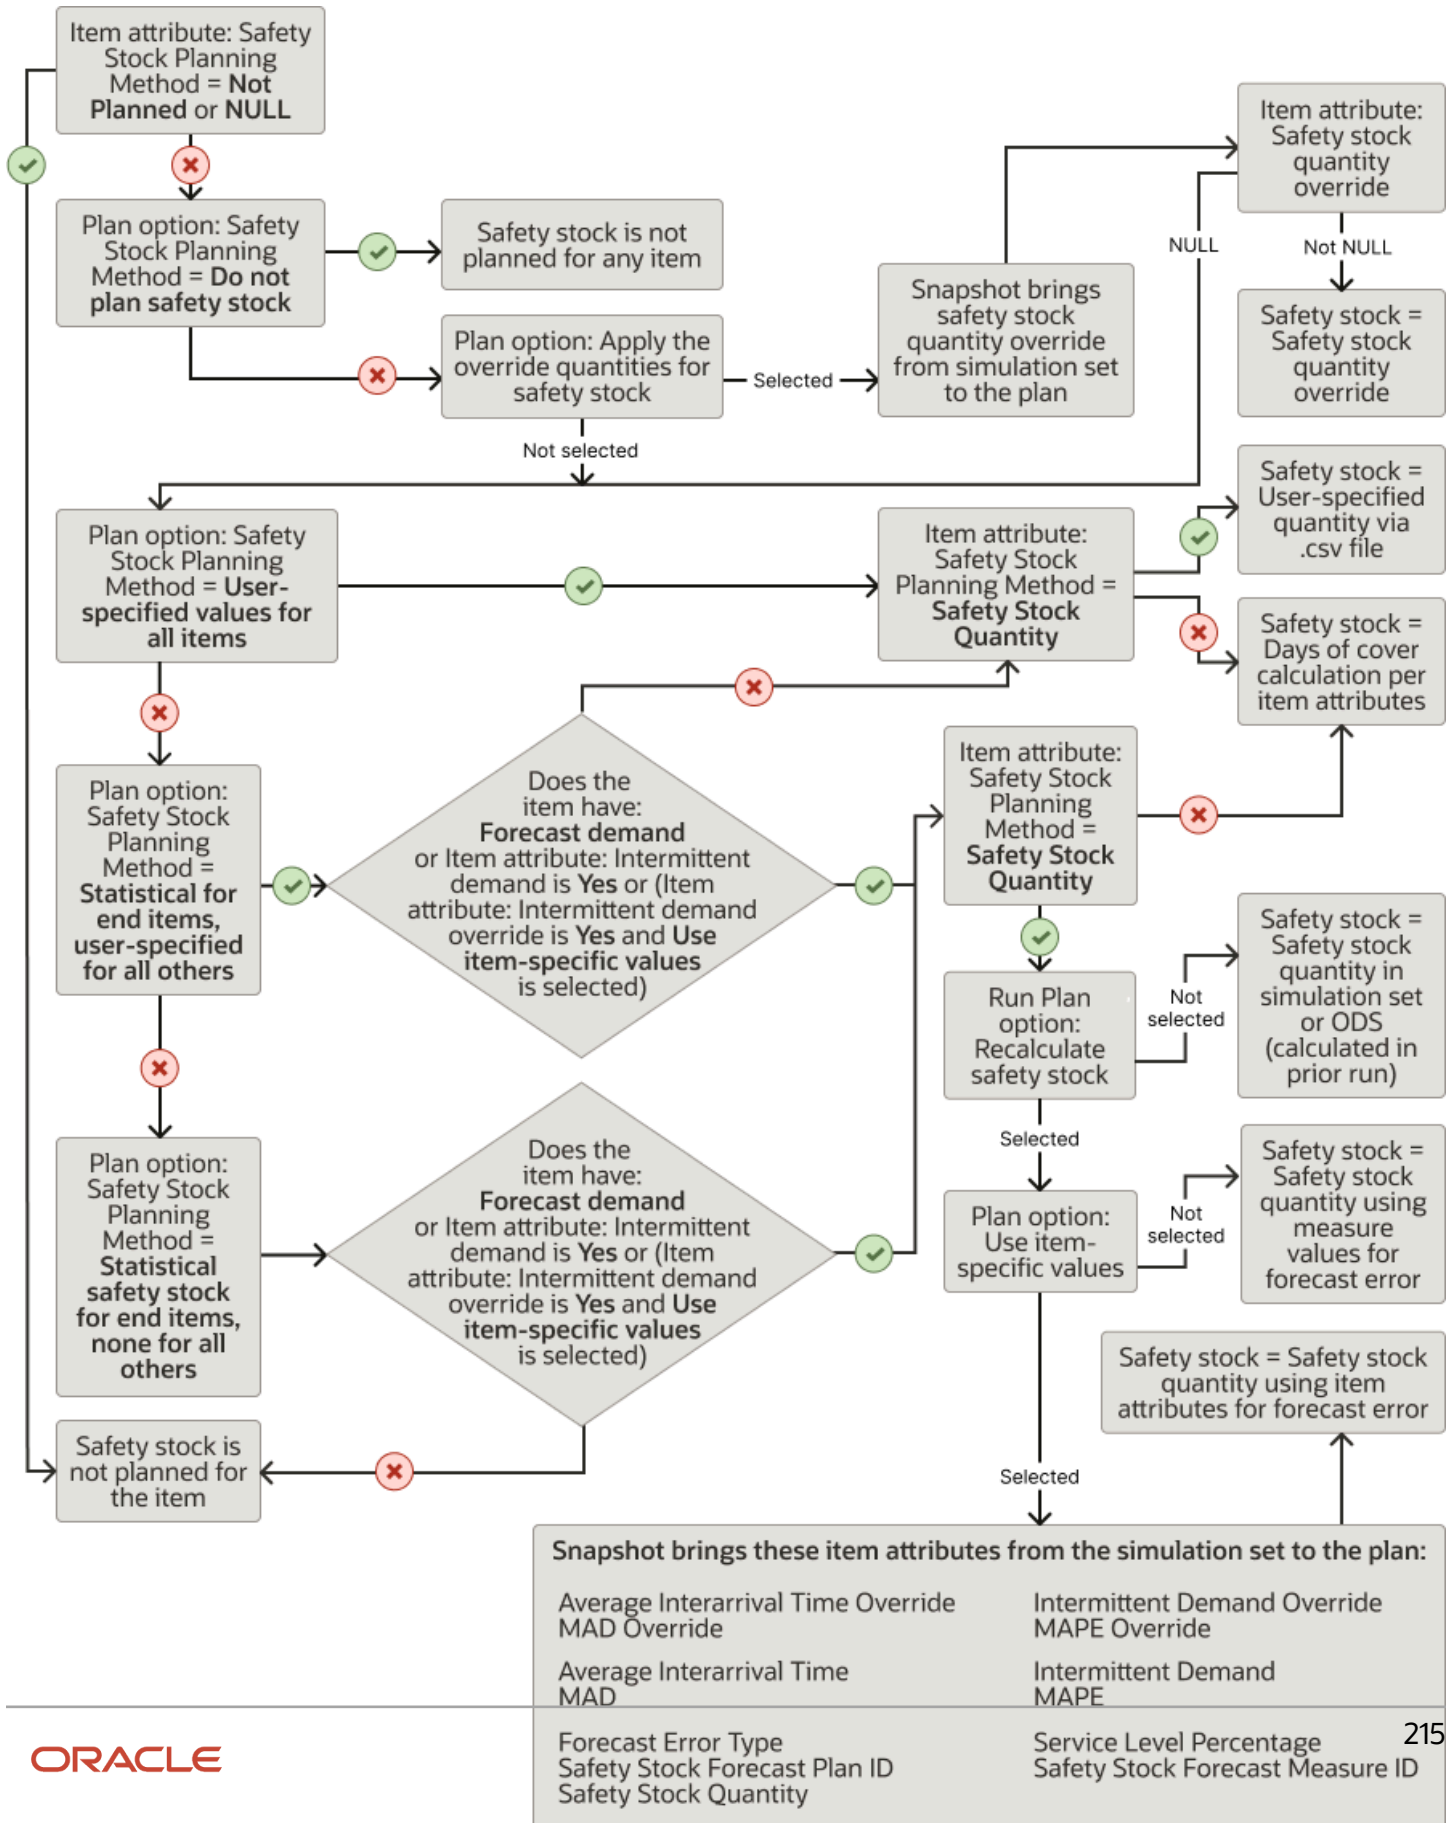 Item attribute: Safety
Stock Planning
Method = Not
Planned or NULL
Plan option: Safety
Stock Planning
Method = Do not
plan safety stock
Safety stock is not
planned for any item
Plan option: Apply the
override quantities for
safety stock
Selected
Not selected
Snapshot brings
safety stock
quantity override
from simulation set
to the plan
Item attribute:
Safety stock
quantity
override
NULL
Not NULL
Safety stock =
Safety stock
quantity
override
Plan option: Safety
Stock Planning
Method = User-
specified values for
all items
Item attribute:
Safety Stock
Planning Method =
Safety Stock
Quantity
Safety stock =
User-specified
quantity via
.csv file
Safety stock =
Days of cover
calculation per
item attributes
Plan option:
Safety Stock
Planning
Method =
Statistical for
end items,
user-specified
for all others
Does the
item have:
Forecast demand
or Item attribute: Intermittent
demand is Yes or (Item
attribute: Intermittent demand
override is Yes and Use
item-specific values
is selected)
Item attribute:
Safety Stock
Planning
Method =
Safety Stock
Quantity
Run Plan
option:
Recalculate
safety stock
Not
selected
Safety stock =
Safety stock
quantity in
simulation set
or ODS
(calculated in
prior run)
Selected
Plan option:
Safety Stock
Planning
Method =
Statistical
safety stock
for end items,
none for all
others
Does the
item have:
Forecast demand
or Item attribute: Intermittent
demand is Yes or (Item
attribute: Intermittent demand
override is Yes and Use
item-specific values
is selected)
Plan option:
Use item-
specific values
Not
selected
Safety stock =
Safety stock
quantity using
measure
values for
forecast error
Safety stock = Safety stock
quantity using item
attributes for forecast error
Safety stock is
not planned for
the item
Selected
Snapshot brings these item attributes from the simulation set to the plan:
Average Interarrival Time Override
MAD Override
Intermittent Demand Override
MAPE Override
Average Interarrival Time
MAD
Intermittent Demand
MAPE
Forecast Error Type
Safety Stock Forecast Plan ID
Safety Stock Quantity
Service Level Percentage
Safety Stock Forecast Measure ID
215
ORACLE